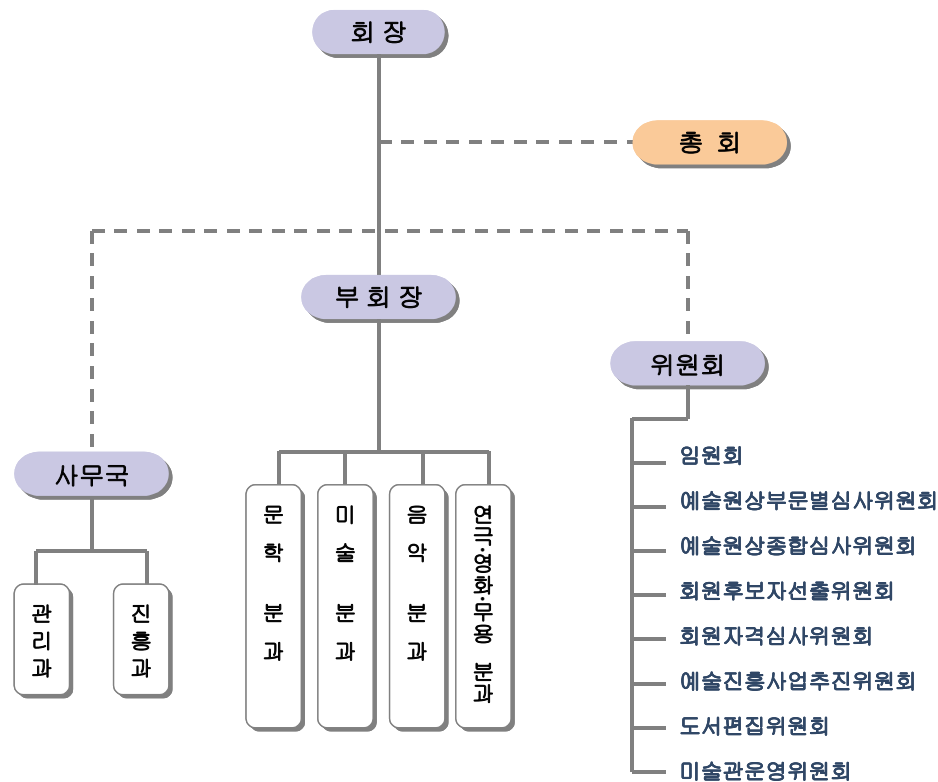 회 장
총 회
부 회 장
위원회
사무국
관리과
진흥과
문학 분과
미술 분과
음악 분과
연극·영화·무용 분과
임원회
예술원상부문별심사위원회
예술원상종합심사위원회
회원후보자선출위원회
회원자격심사위원회
예술진흥사업추진위원회
도서편집위원회
미술관운영위원회